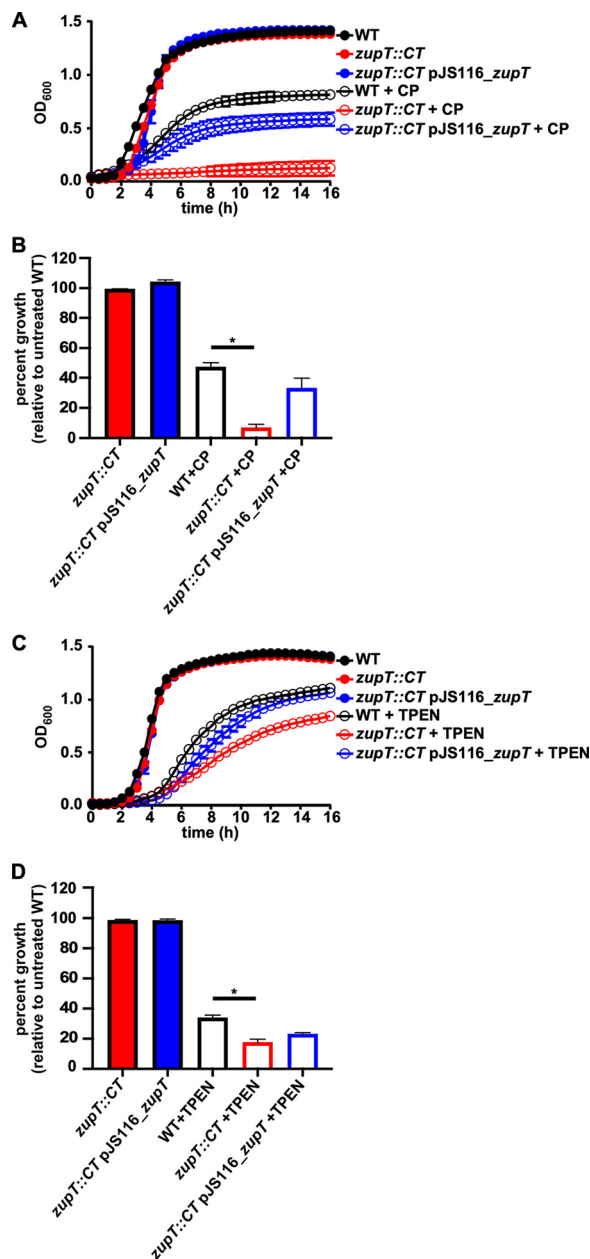 A
1.5
1.0
0.5
0.0
OD600
0 2 4 6 8 10 12 14 16
time (h)
WT
zupT::CT
zupT::CT pJS116_zupT
WT + CP
zupT::CT + CP
zupT::CT pJS116_zupT + CP
B
percent growth
(relative to untreated WT)
120
100
80
60
40
20
0
*
zupT::CT
zupT::CT pJS116_zupT
WT+CP
zupT::CT +CP
zupT::CT pJS116_zupT +CP
C
1.5
1.0
0.5
0.0
OD600
0 2 4 6 8 10 12 14 16
time (h)
WT
zupT::CT
zupT::CT pJS116_zupT
WT + TPEN
zupT::CT + TPEN
zupT::CT pJS116_zupT + TPEN
D
percent growth
(relative to untreated WT)
120
100
80
60
40
20
0
*
zupT::CT
zupT::CT pJS116_zupT
WT+TPEN
zupT::CT +TPEN
zupT::CT pJS116_zupT +TPEN